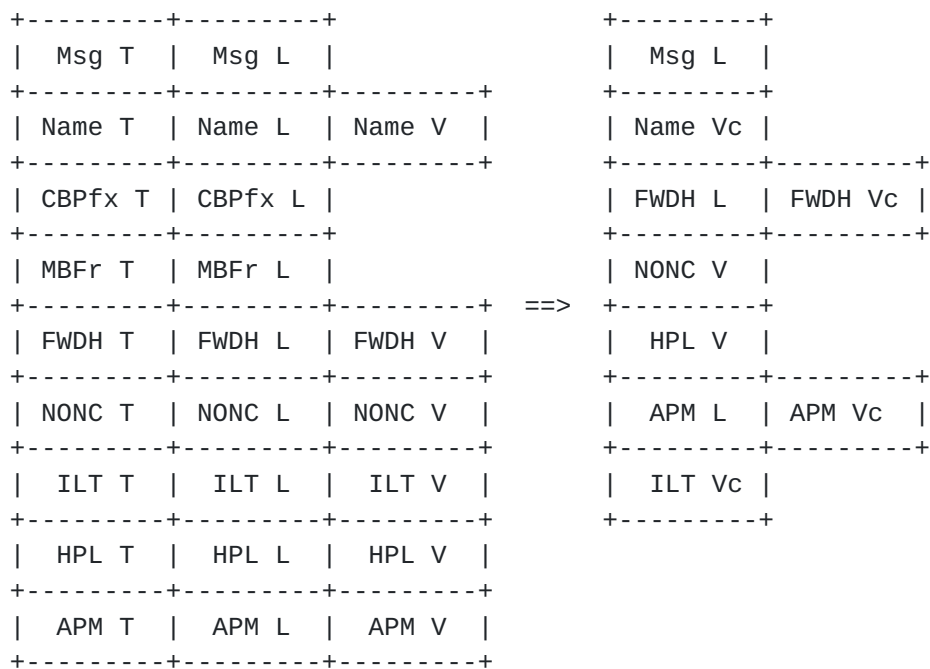 +---------+---------+                 +---------+
|  Msg T  |  Msg L  |                 |  Msg L  |
+---------+---------+---------+       +---------+
| Name T  | Name L  | Name V  |       | Name Vc |
+---------+---------+---------+       +---------+---------+
| CBPfx T | CBPfx L |                 | FWDH L  | FWDH Vc |
+---------+---------+                 +---------+---------+
| MBFr T  | MBFr L  |                 | NONC V  |
+---------+---------+---------+  ==>  +---------+
| FWDH T  | FWDH L  | FWDH V  |       |  HPL V  |
+---------+---------+---------+       +---------+---------+
| NONC T  | NONC L  | NONC V  |       |  APM L  | APM Vc  |
+---------+---------+---------+       +---------+---------+
|  ILT T  |  ILT L  |  ILT V  |       |  ILT Vc |
+---------+---------+---------+       +---------+
|  HPL T  |  HPL L  |  HPL V  |
+---------+---------+---------+
|  APM T  |  APM L  |  APM V  |
+---------+---------+---------+